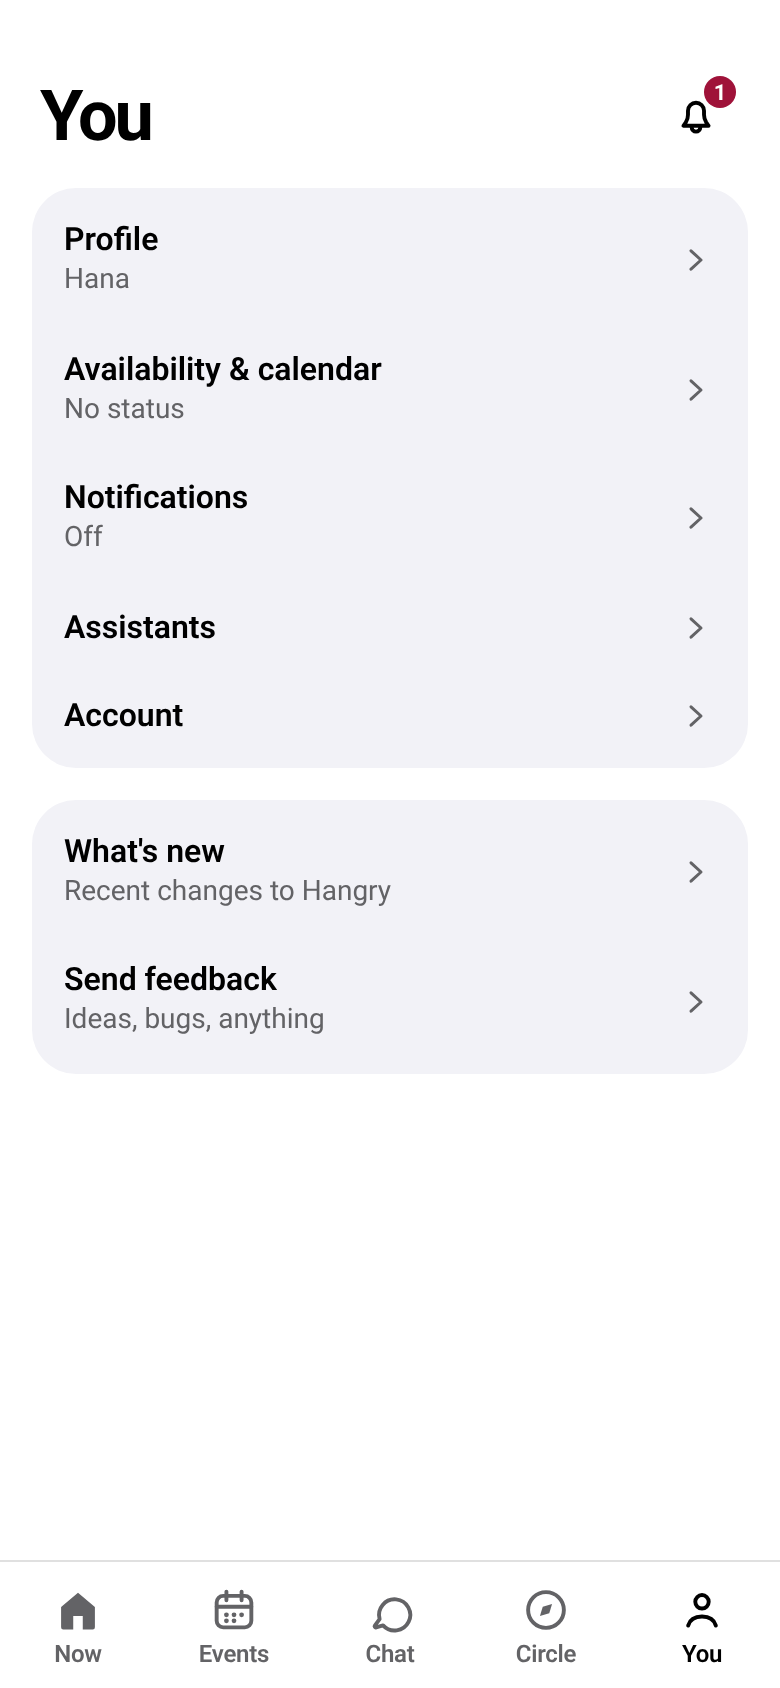 You
1
Profile
Hana
Availability & calendar
No status
Notifications
Off
Assistants
Account
What's new
Recent changes to Hangry
Send feedback
Ideas, bugs, anything
Now
Events
Chat
Circle
You